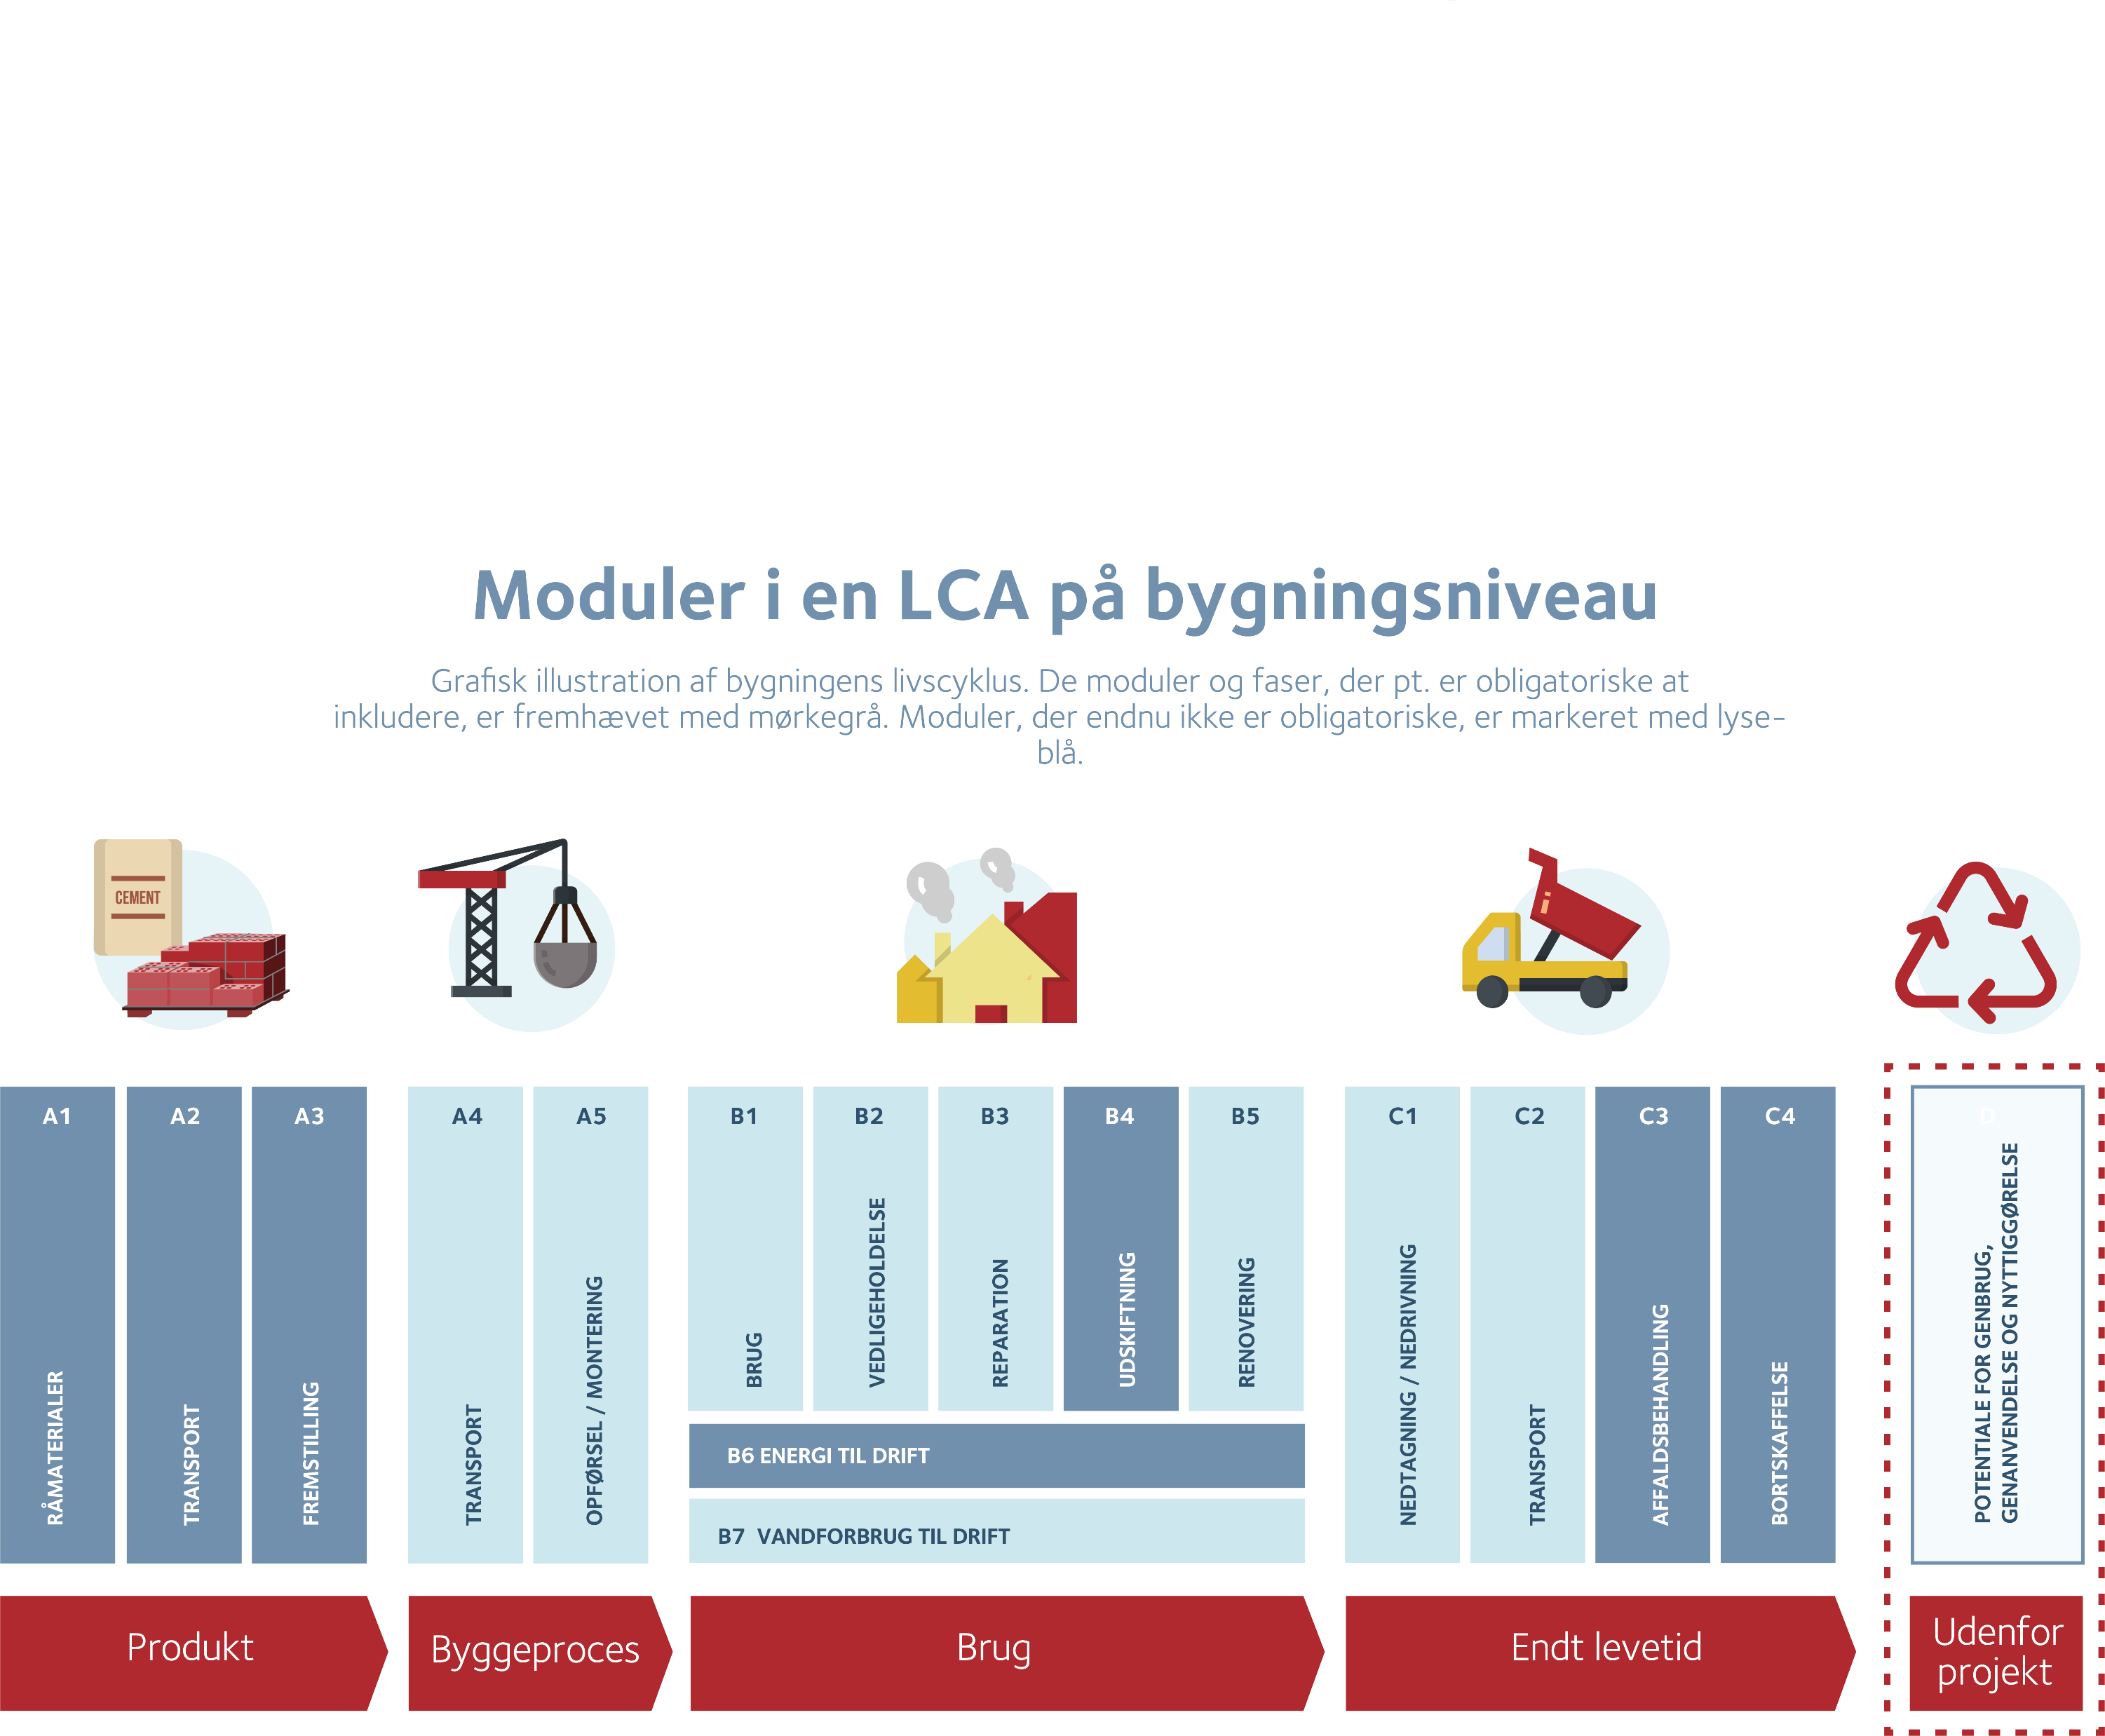 Moduler i en LCA på bygningsniveau
Grafisk illustration af bygningens livscyklus. De moduler og faser, der pt. er obligatoriske at
inkludere, er fremhævet med mørkegrå. Moduler, der endnu ikke er obligatoriske, er markeret med lyse-
blå.
CEMENT
A1
RÅMATERIALER
A2
TRANSPORT
A3
FREMSTILLING
A4
TRANSPORT
A5
OPFØRSEL / MONTERING
B1
BRUG
B2
VEDLIGEHOLDELSE
B3
REPARATION
B4
UDSKIFTNING
B5
RENOVERING
B6 ENERGI TIL DRIFT
B7 VANDFORBRUG TIL DRIFT
C1
NEDTAGNING / NEDRIVNING
C2
TRANSPORT
C3
AFFALDSBEHANDLING
C4
BORTSKAFFELSE
D
POTENTIALE FOR GENBRUG,
GENANVENDELSE OG NYTTIGGØRELSE
Produkt
Byggeproces
Brug
Endt levetid
Udenfor
projekt